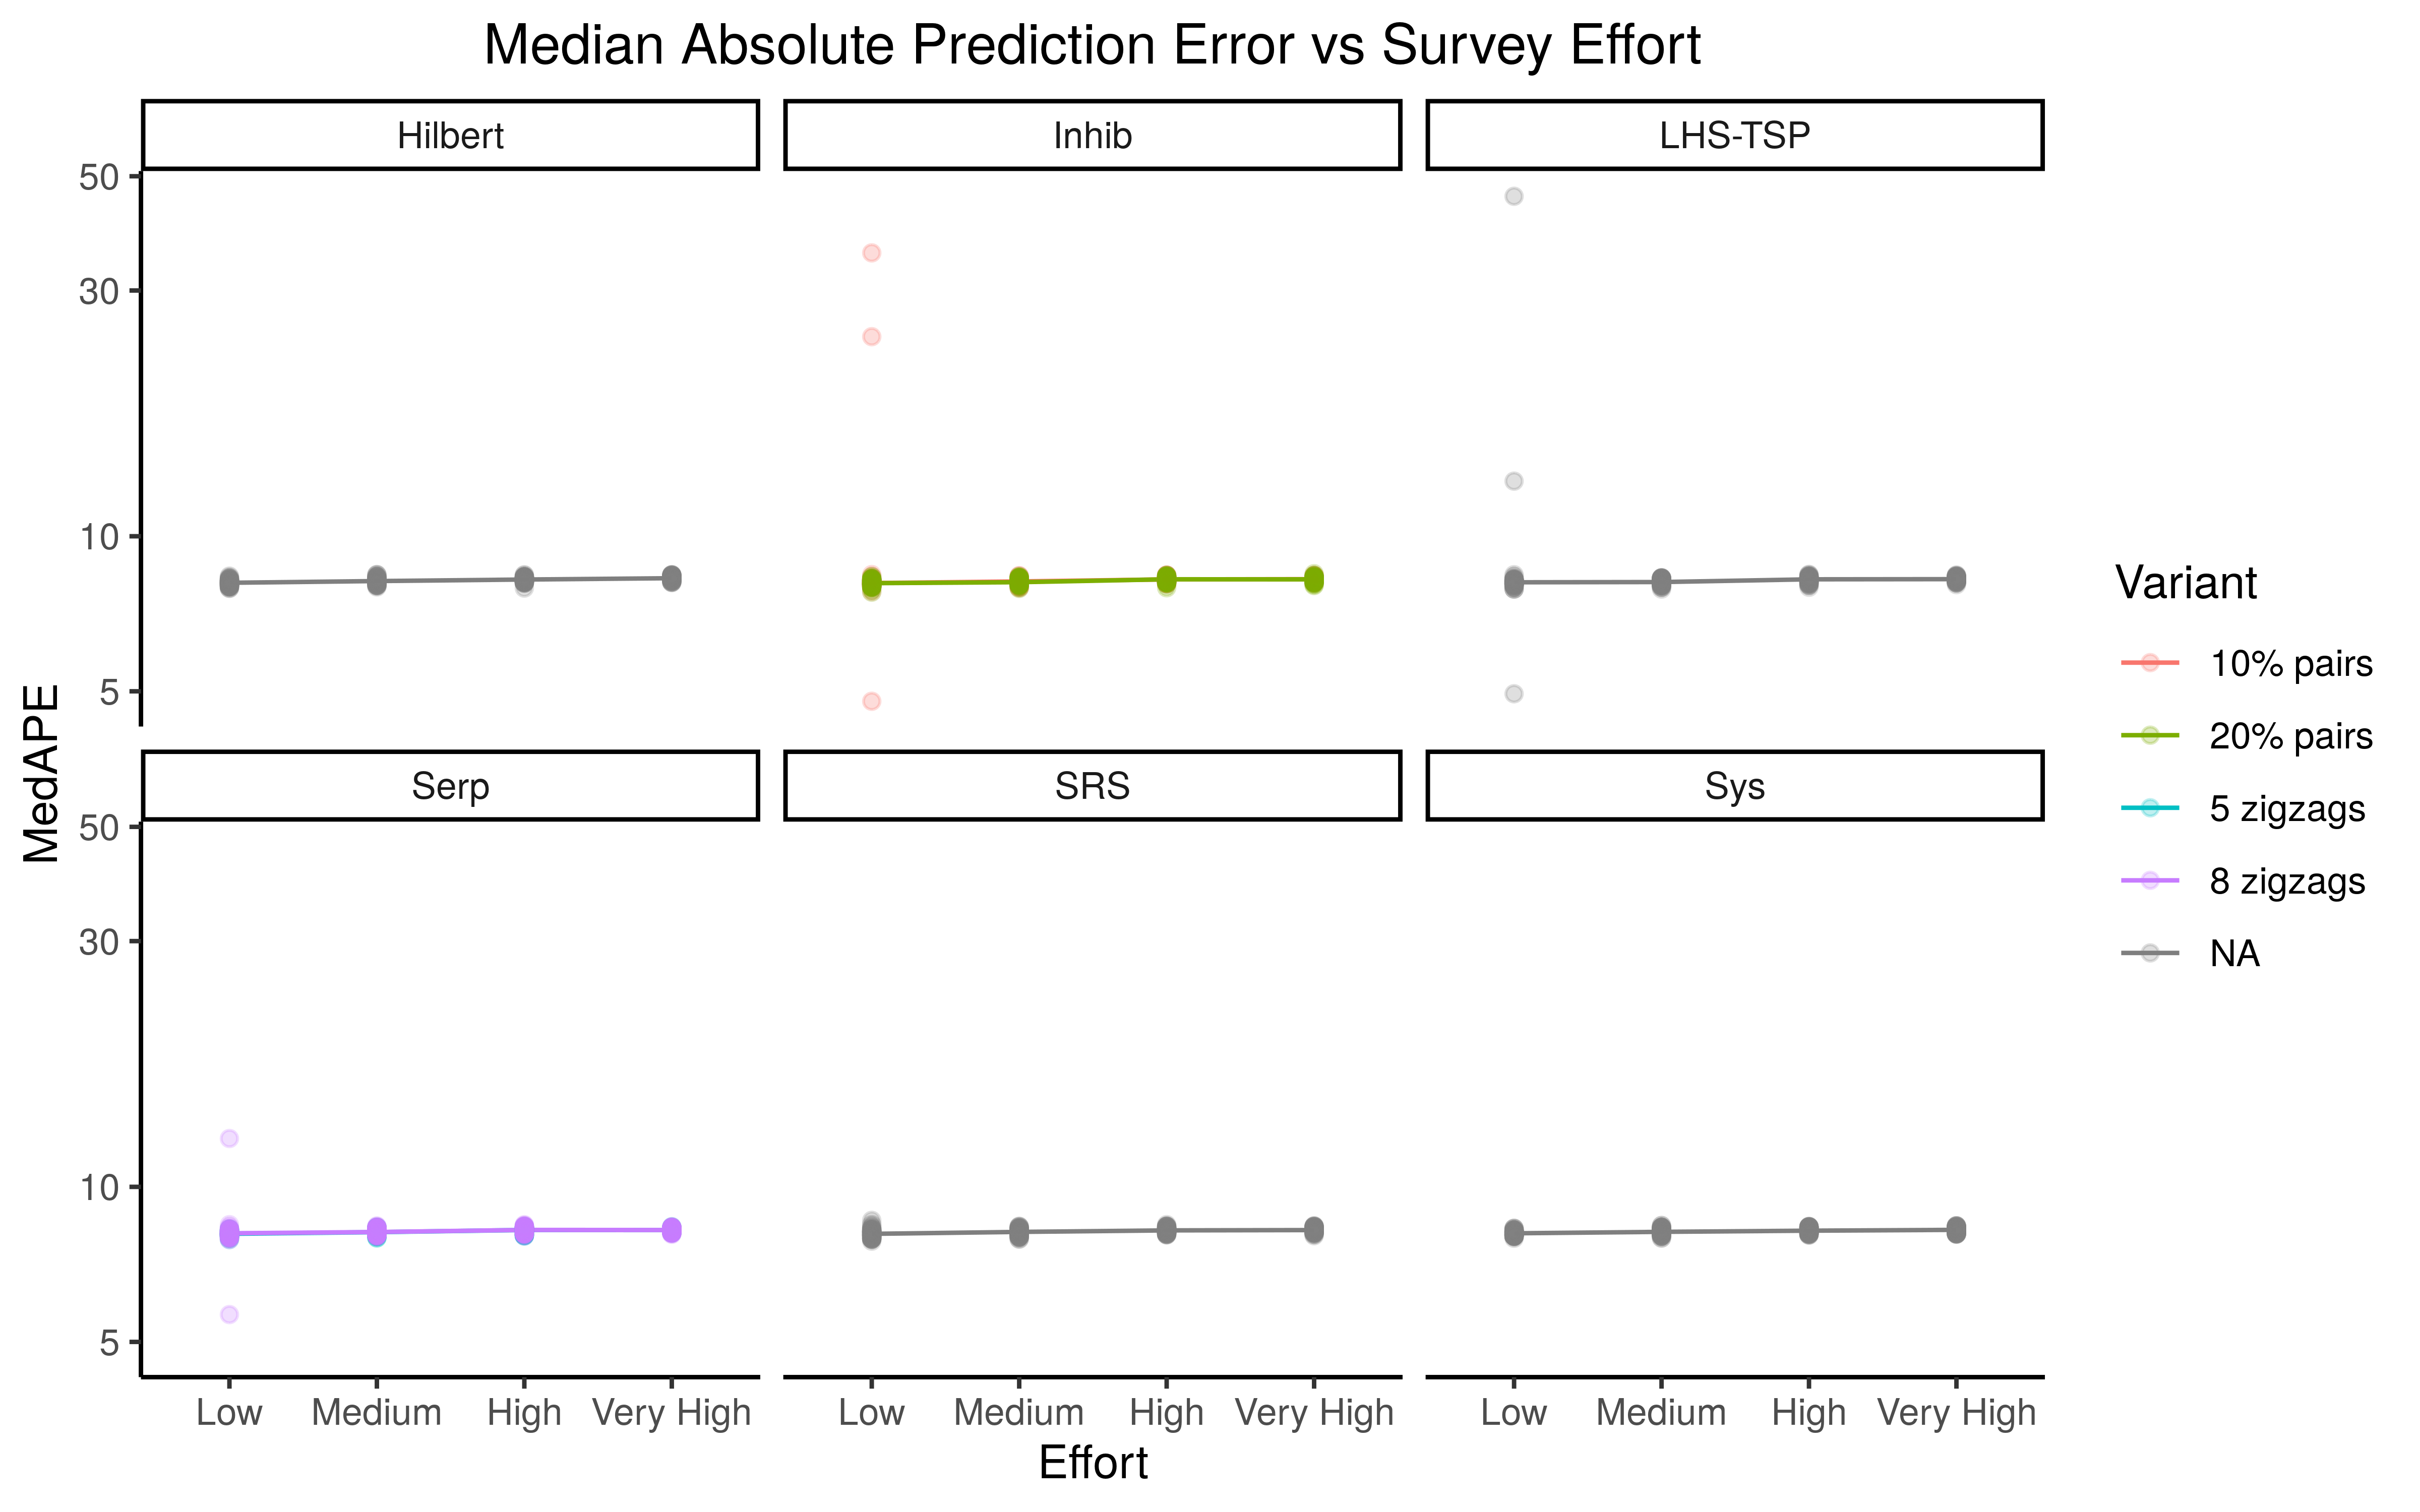 Median Absolute Prediction Error vs Survey Effort
Hilbert
Inhib
LHS-TSP
50
30
10
5
Serp
SRS
Sys
50
30
10
5
MedAPE
Low Medium High Very High
Low Medium High Very High
Low Medium High Very High
Effort
Variant
10% pairs
20% pairs
5 zigzags
8 zigzags
NA